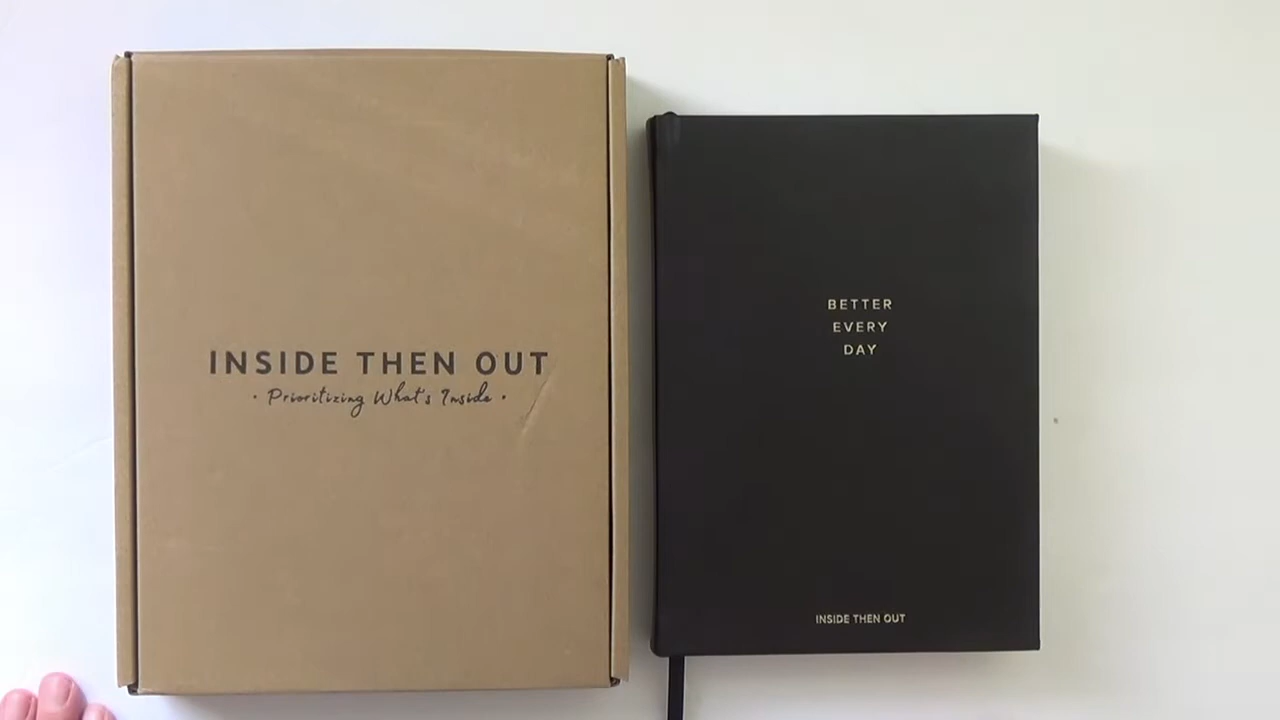 INSIDE THEN OUT
• Prioritizing What's Inside •
BETTER
EVERY
DAY
INSIDE THEN OUT